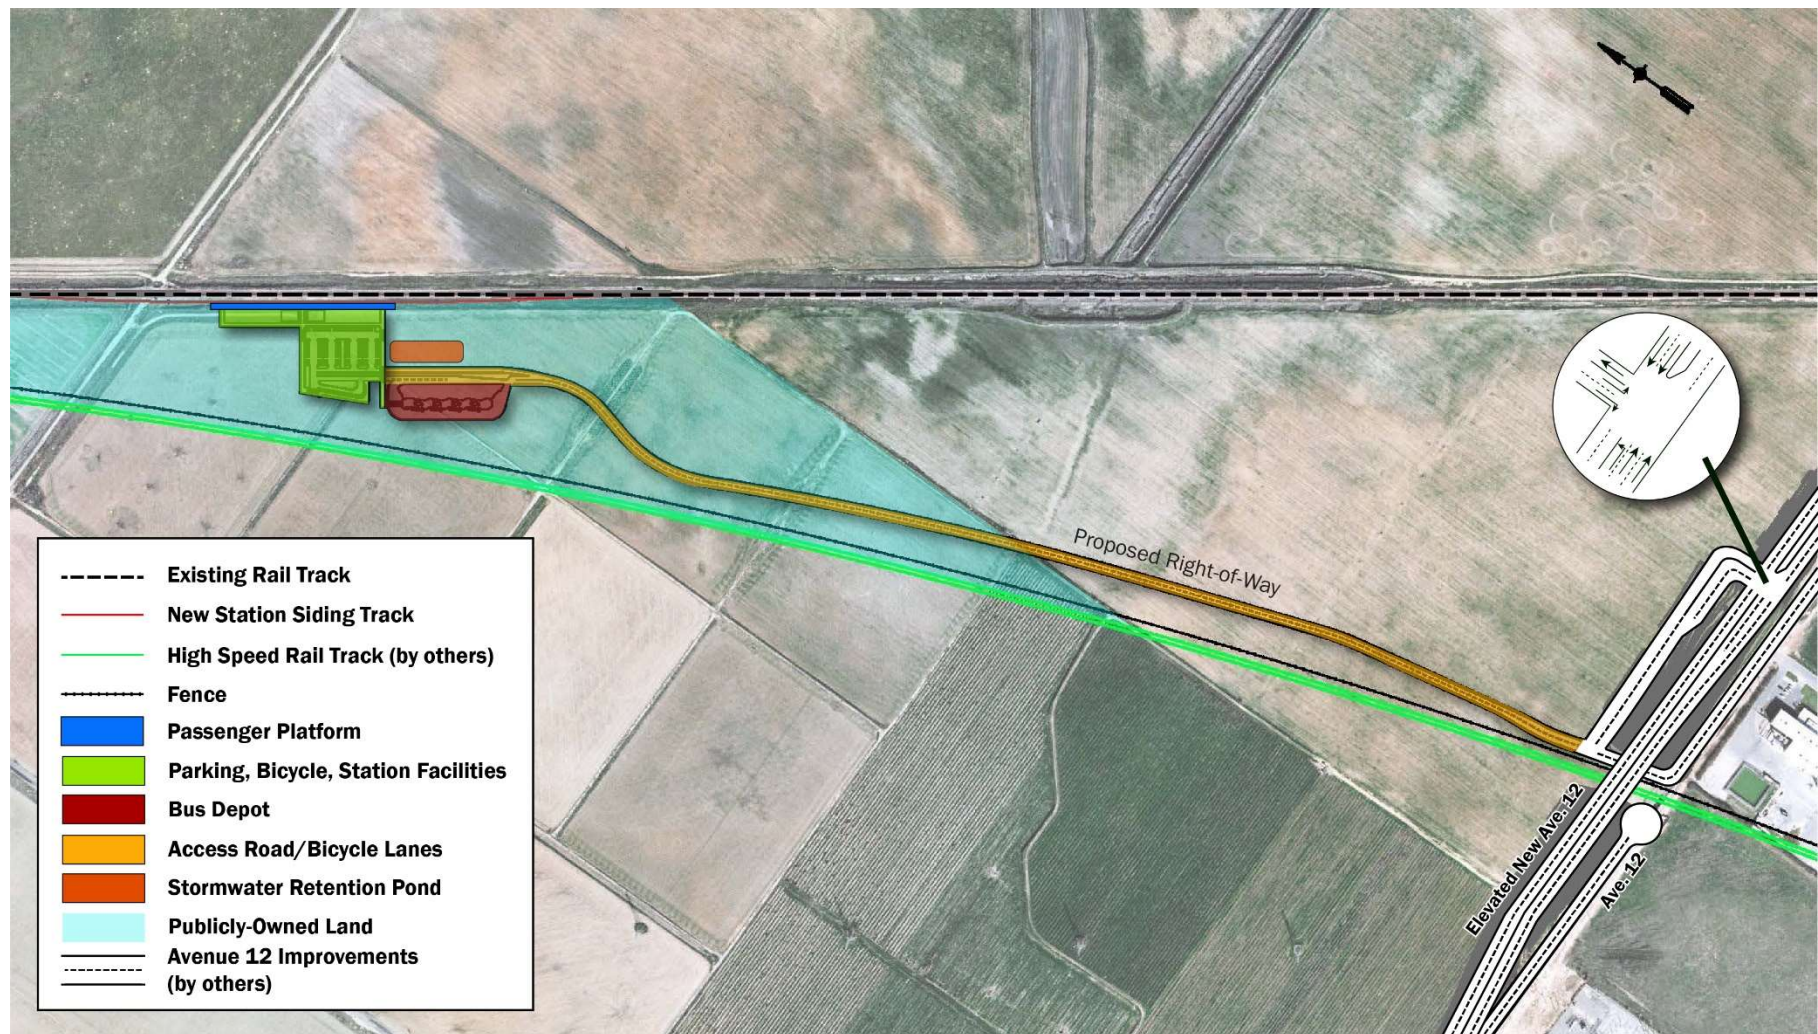 Proposed Right-of-Way
Existing Rail Track
New Station Siding Track
High Speed Rail Track (by others)
Fence
Passenger Platform
Parking, Bicycle, Station Facilities
Bus Depot
Access Road/Bicycle Lanes
Stormwater Retention Pond
Publicly-Owned Land
Avenue 12 Improvements
(by others)
Elevated New Ave. 12
Ave. 12